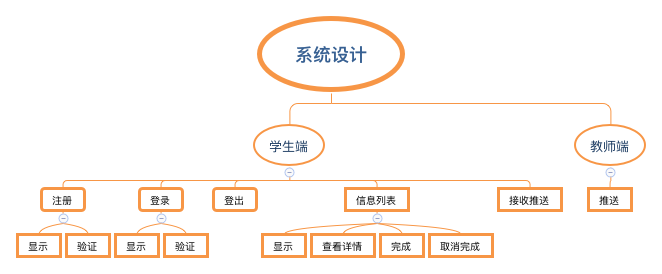 系统设计
学生端
教师端
注册
登录
登出
信息列表
接收推送
推送
显示
验证
显示
验证
显示
查看详情
完成
取消完成